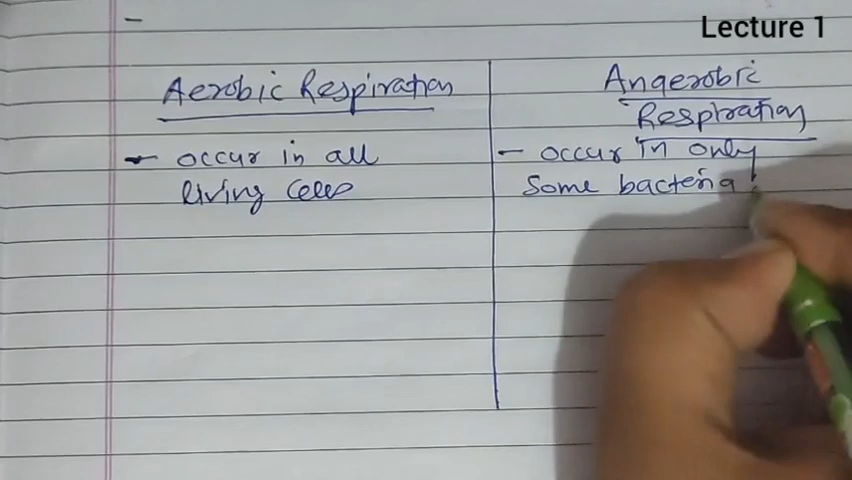 Lecture 1
Aerobic Respiration
Anaerobic
Respiration
- occur in all
living cells
- occur in only
some bacteria